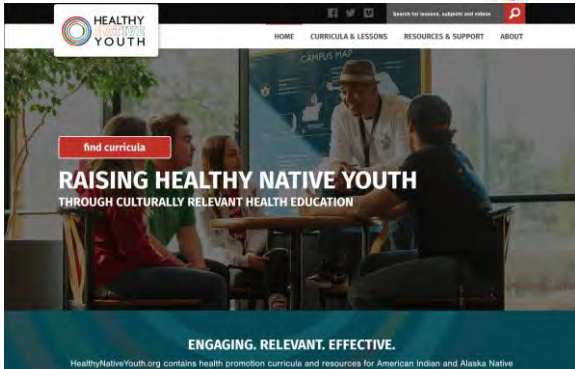 HEALTHY
NATIVE
YOUTH
Search for lessons, subjects and videos
HOME
CURRICULA & LESSONS
RESOURCES & SUPPORT
ABOUT
CAMPUS MAP
find curricula
RAISING HEALTHY NATIVE YOUTH
THROUGH CULTURALLY RELEVANT HEALTH EDUCATION
ENGAGING. RELEVANT. EFFECTIVE.
HealthyNativeYouth.org contains health promotion curricula and resources for American Indian and Alaska Native